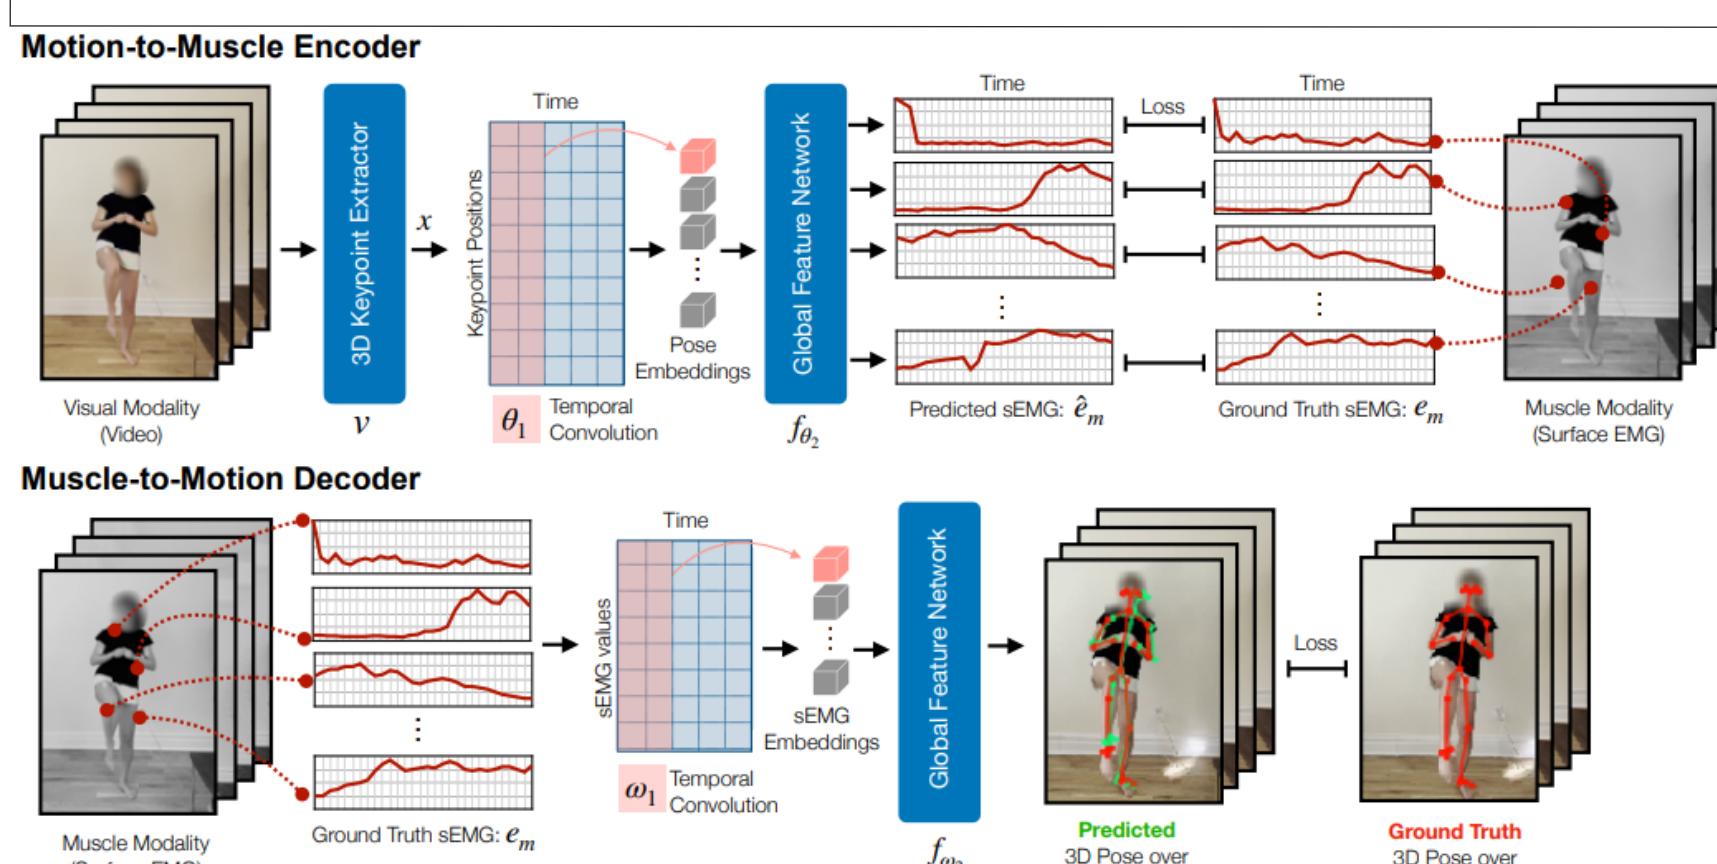 Motion-to-Muscle Encoder
Visual Modality
(Video)
3D Keypoint Extractor
v
x
Time
Keypoint Positions
θ1 Temporal
Convolution
Pose
Embeddings
Global Feature Network
fθ2
Time
Loss
Time
Predicted sEMG: êm
Ground Truth sEMG: em
Muscle Modality
(Surface EMG)
Muscle-to-Motion Decoder
Muscle Modality
(Surface EMG)
Ground Truth sEMG: em
Time
sEMG values
ω1 Temporal
Convolution
sEMG
Embeddings
Global Feature Network
fω2
Loss
Predicted
3D Pose over
Ground Truth
3D Pose over